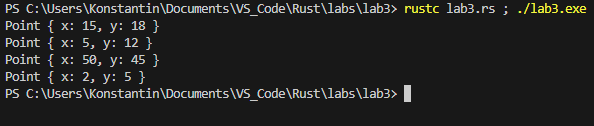 PS C:\Users\Konstantin\Documents\VS_Code\Rust\labs\lab3> rustc lab3.rs ; ./lab3.exe
Point { x: 15, y: 18 }
Point { x: 5, y: 12 }
Point { x: 50, y: 45 }
Point { x: 2, y: 5 }
PS C:\Users\Konstantin\Documents\VS_Code\Rust\labs\lab3>